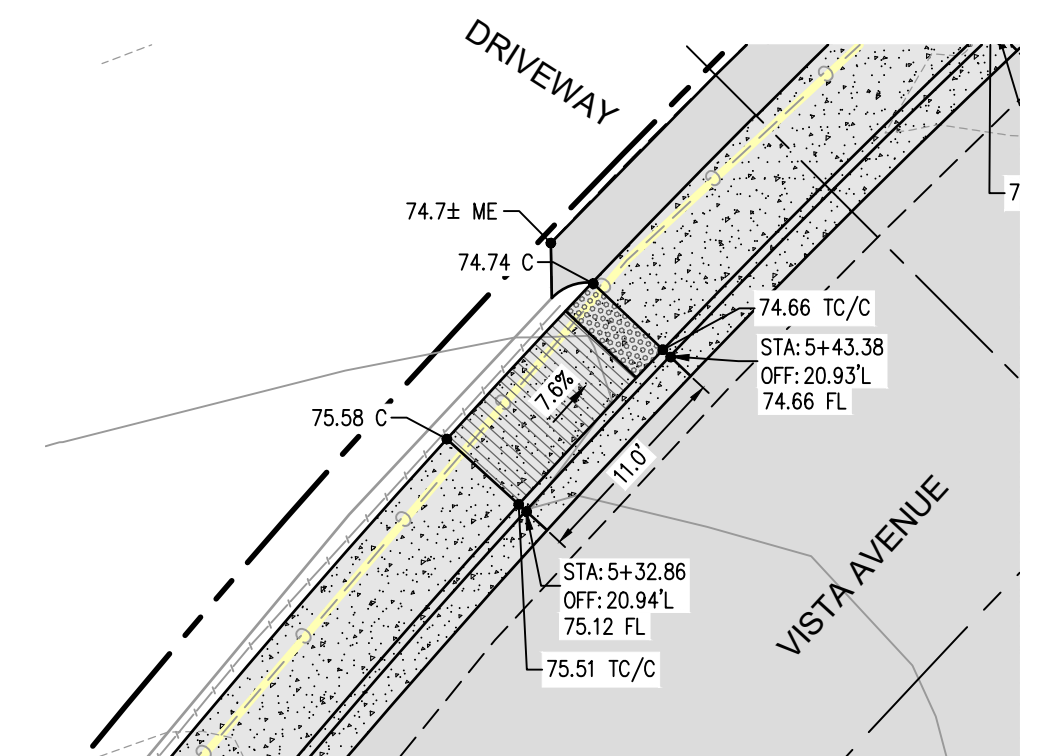 DRIVEWAY
74.7± ME
7
74.74 C
74.66 TC/C
STA: 5+43.38
OFF: 20.93'L
74.66 FL
7.6%
75.58 C
11.0'
VISTA AVENUE
STA: 5+32.86
OFF: 20.94'L
75.12 FL
75.51 TC/C